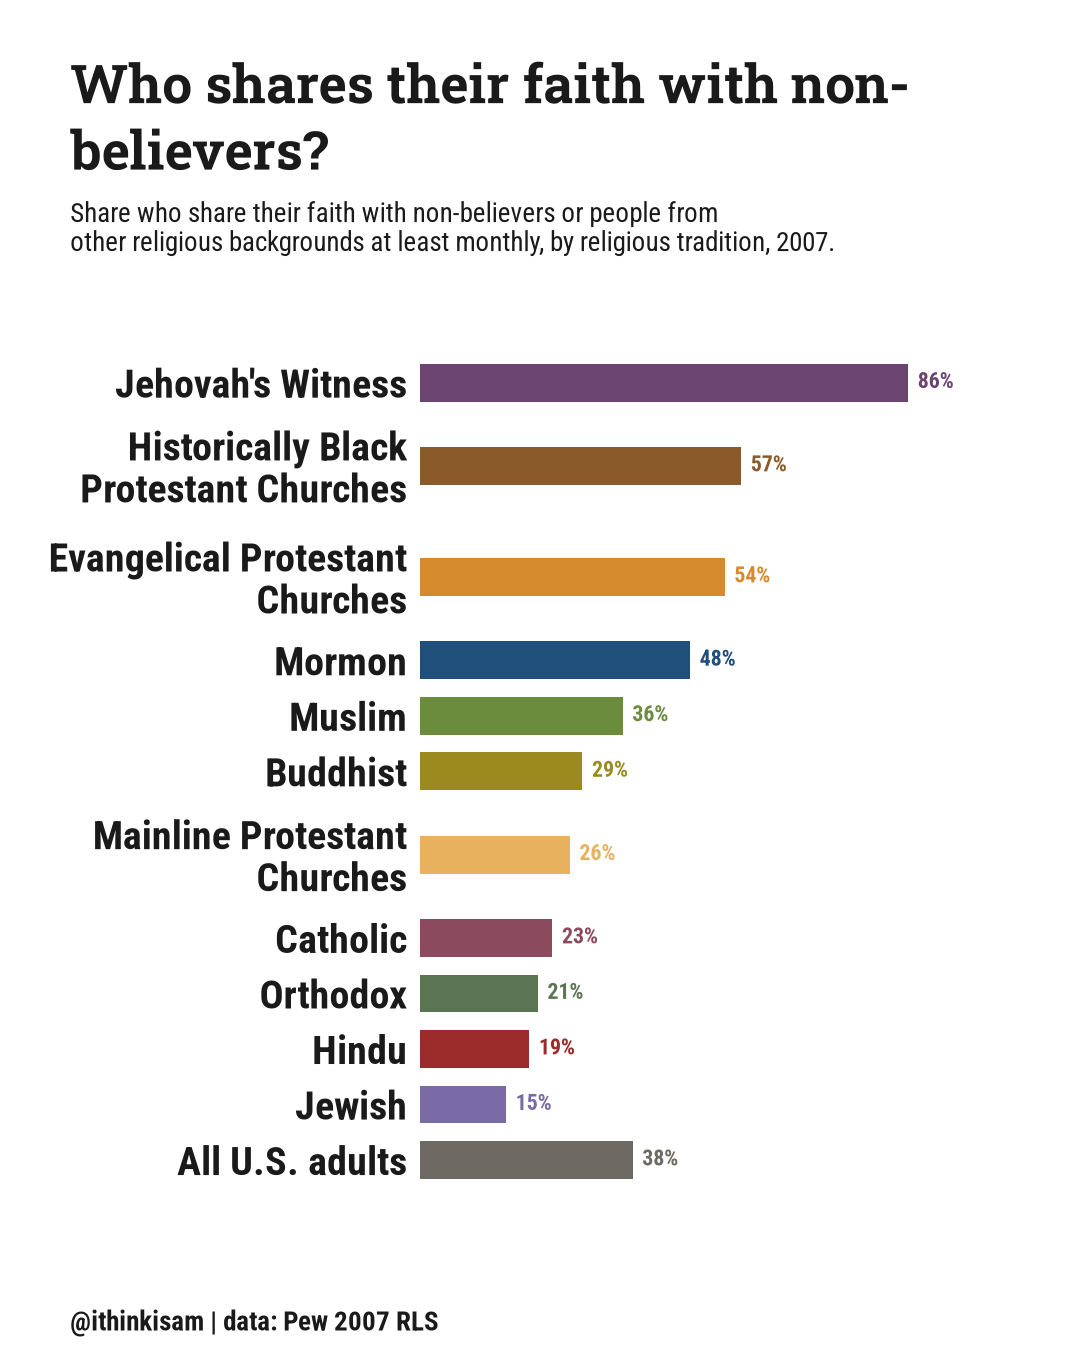 Who shares their faith with non-
believers?
Share who share their faith with non-believers or people from
other religious backgrounds at least monthly, by religious tradition, 2007.
Jehovah's Witness 86%
Historically Black
Protestant Churches 57%
Evangelical Protestant
Churches 54%
Mormon 48%
Muslim 36%
Buddhist 29%
Mainline Protestant
Churches 26%
Catholic 23%
Orthodox 21%
Hindu 19%
Jewish 15%
All U.S. adults 38%
@ithinkisam | data: Pew 2007 RLS